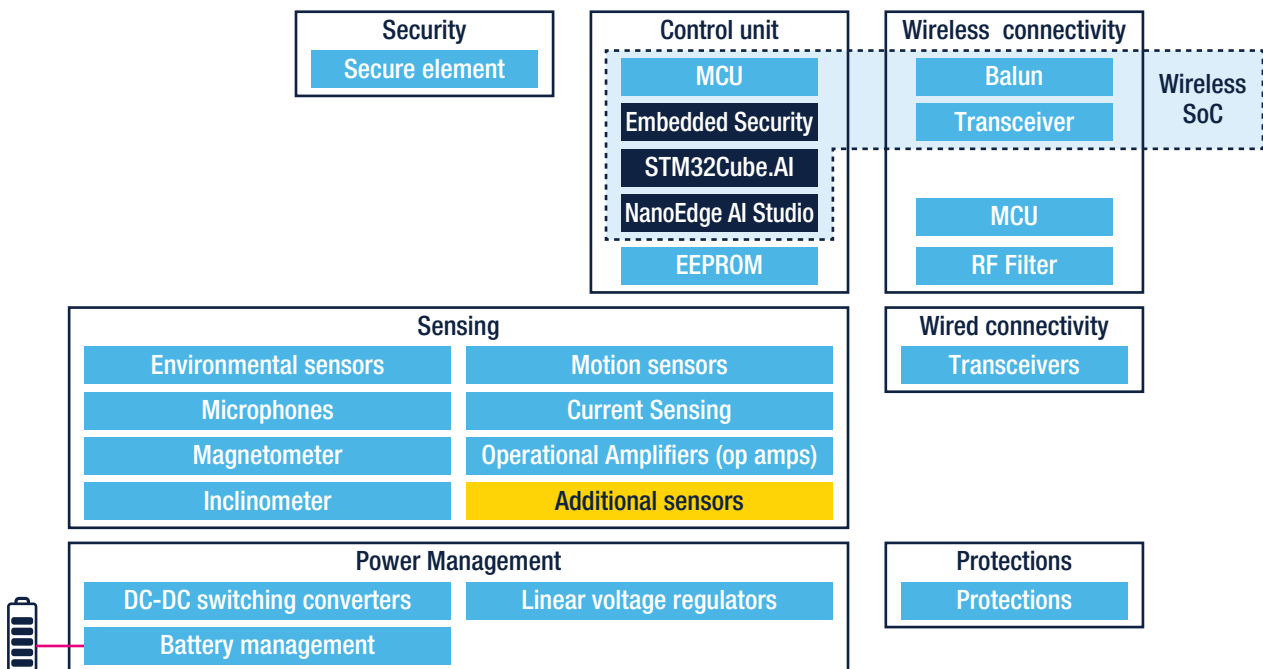 Security
Secure element
Control unit
MCU
Embedded Security
STM32Cube.AI
NanoEdge AI Studio
EEPROM
Wireless connectivity
Balun
Transceiver
MCU
RF Filter
Wireless
SoC
Sensing
Environmental sensors
Motion sensors
Microphones
Current Sensing
Magnetometer
Operational Amplifiers (op amps)
Inclinometer
Additional sensors
Wired connectivity
Transceivers
Power Management
DC-DC switching converters
Linear voltage regulators
Battery management
Protections
Protections